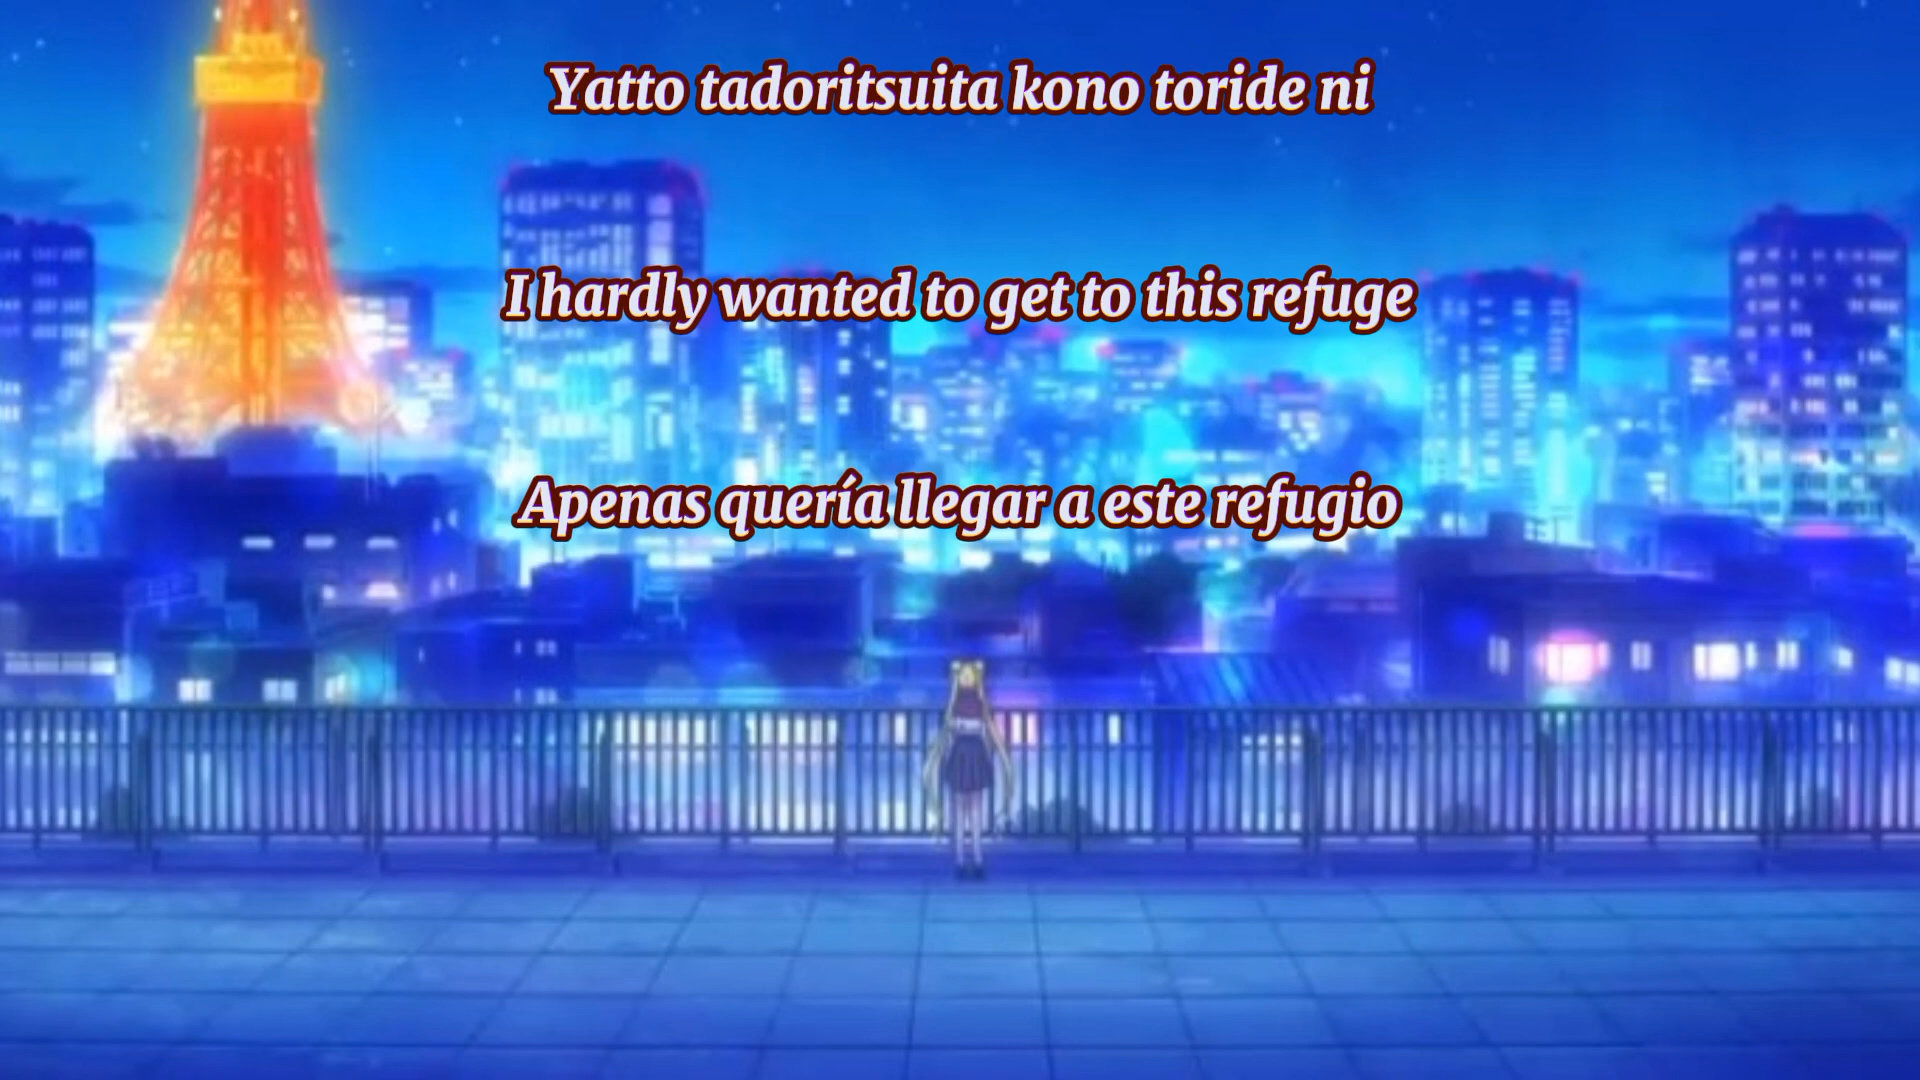 Yatto tadoritsuita kono toride ni
I hardly wanted to get to this refuge
Apenas quería llegar a este refugio